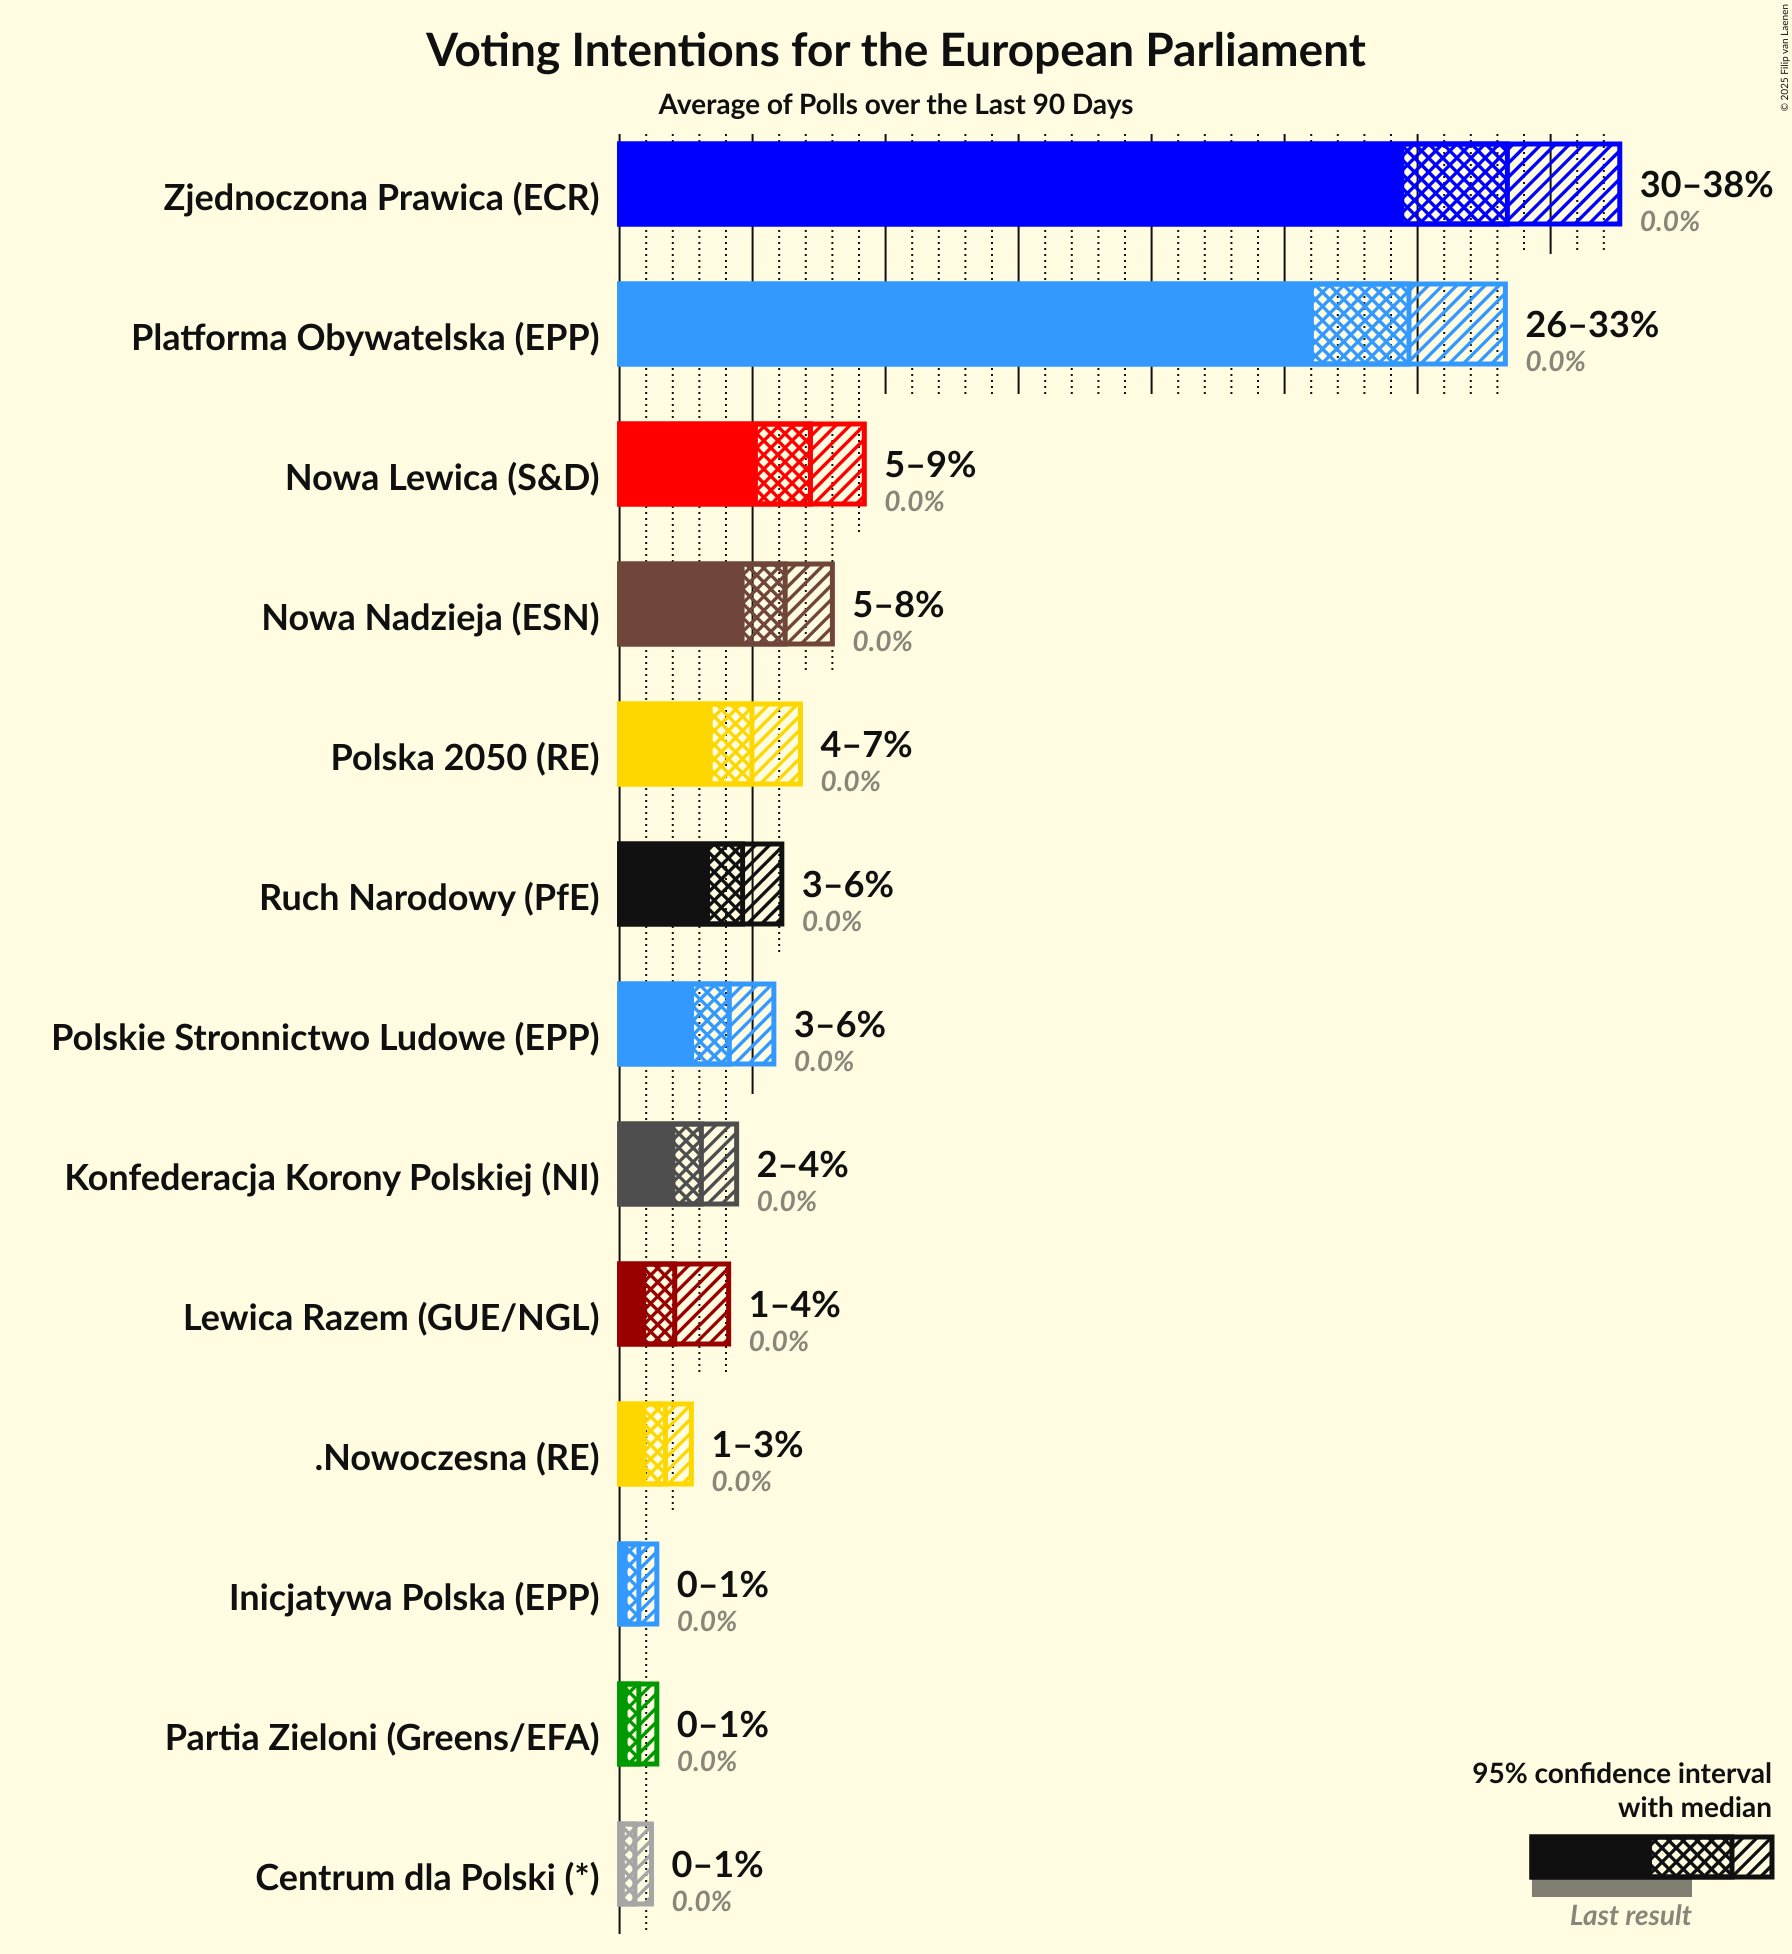 © 2025 Filip van Laenen
Voting Intentions for the European Parliament
Average of Polls over the Last 90 Days
Zjednoczona Prawica (ECR)
30–38%
0.0%
Platforma Obywatelska (EPP)
26–33%
0.0%
Nowa Lewica (S&D)
5–9%
0.0%
Nowa Nadzieja (ESN)
5–8%
0.0%
Polska 2050 (RE)
4–7%
0.0%
Ruch Narodowy (PfE)
3–6%
0.0%
Polskie Stronnictwo Ludowe (EPP)
3–6%
0.0%
Konfederacja Korony Polskiej (NI)
2–4%
0.0%
Lewica Razem (GUE/NGL)
1–4%
0.0%
.Nowoczesna (RE)
1–3%
0.0%
Inicjatywa Polska (EPP)
0–1%
0.0%
Partia Zieloni (Greens/EFA)
0–1%
0.0%
Centrum dla Polski (*)
0–1%
0.0%
95% confidence interval
with median
Last result